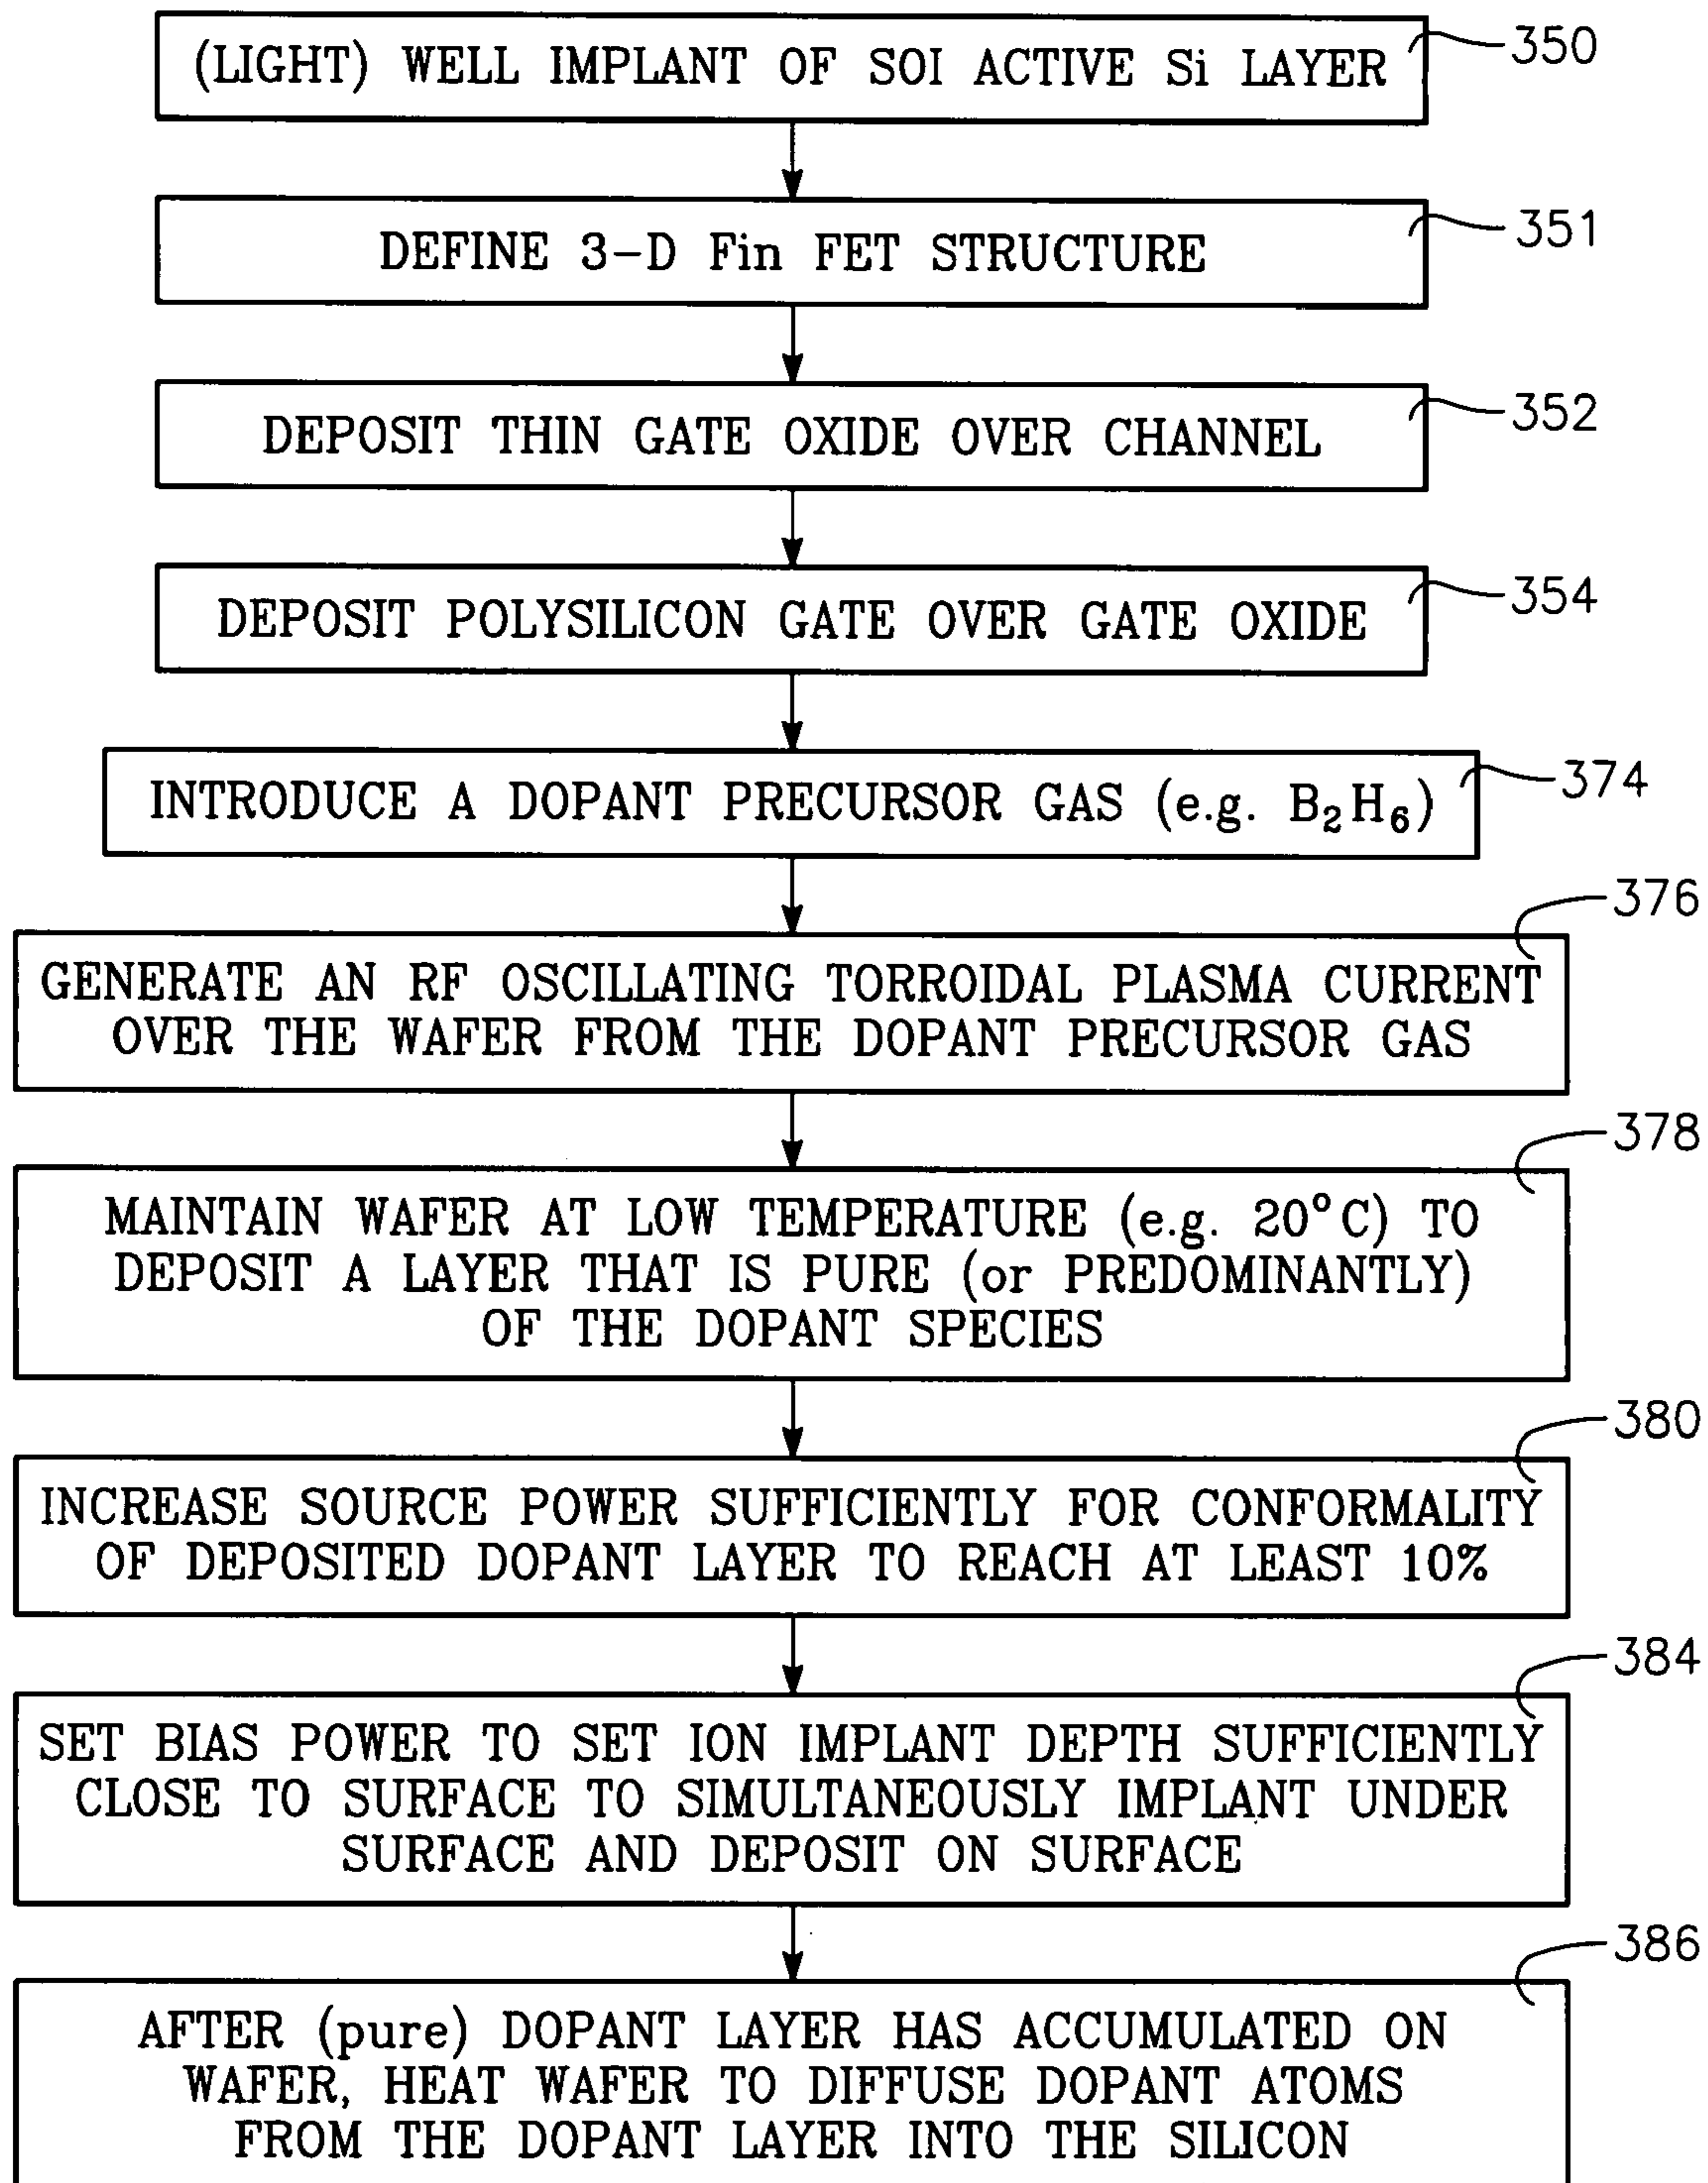 (LIGHT) WELL IMPLANT OF SOI ACTIVE Si LAYER
350
DEFINE 3-D Fin FET STRUCTURE
351
DEPOSIT THIN GATE OXIDE OVER CHANNEL
352
DEPOSIT POLYSILICON GATE OVER GATE OXIDE
354
INTRODUCE A DOPANT PRECURSOR GAS (e.g. B₂H₆)
374
376
GENERATE AN RF OSCILLATING TORROIDAL PLASMA CURRENT
OVER THE WAFER FROM THE DOPANT PRECURSOR GAS
378
MAINTAIN WAFER AT LOW TEMPERATURE (e.g. 20°C) TO
DEPOSIT A LAYER THAT IS PURE (or PREDOMINANTLY)
OF THE DOPANT SPECIES
380
INCREASE SOURCE POWER SUFFICIENTLY FOR CONFORMALITY
OF DEPOSITED DOPANT LAYER TO REACH AT LEAST 10%
384
SET BIAS POWER TO SET ION IMPLANT DEPTH SUFFICIENTLY
CLOSE TO SURFACE TO SIMULTANEOUSLY IMPLANT UNDER
SURFACE AND DEPOSIT ON SURFACE
386
AFTER (pure) DOPANT LAYER HAS ACCUMULATED ON
WAFER, HEAT WAFER TO DIFFUSE DOPANT ATOMS
FROM THE DOPANT LAYER INTO THE SILICON